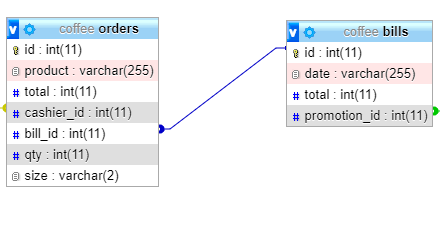 v coffee orders
id : int(11)
product : varchar(255)
# total : int(11)
# cashier_id : int(11)
# bill_id : int(11)
# qty : int(11)
size : varchar(2)
v coffee bills
id : int(11)
date : varchar(255)
# total : int(11)
# promotion_id : int(11)